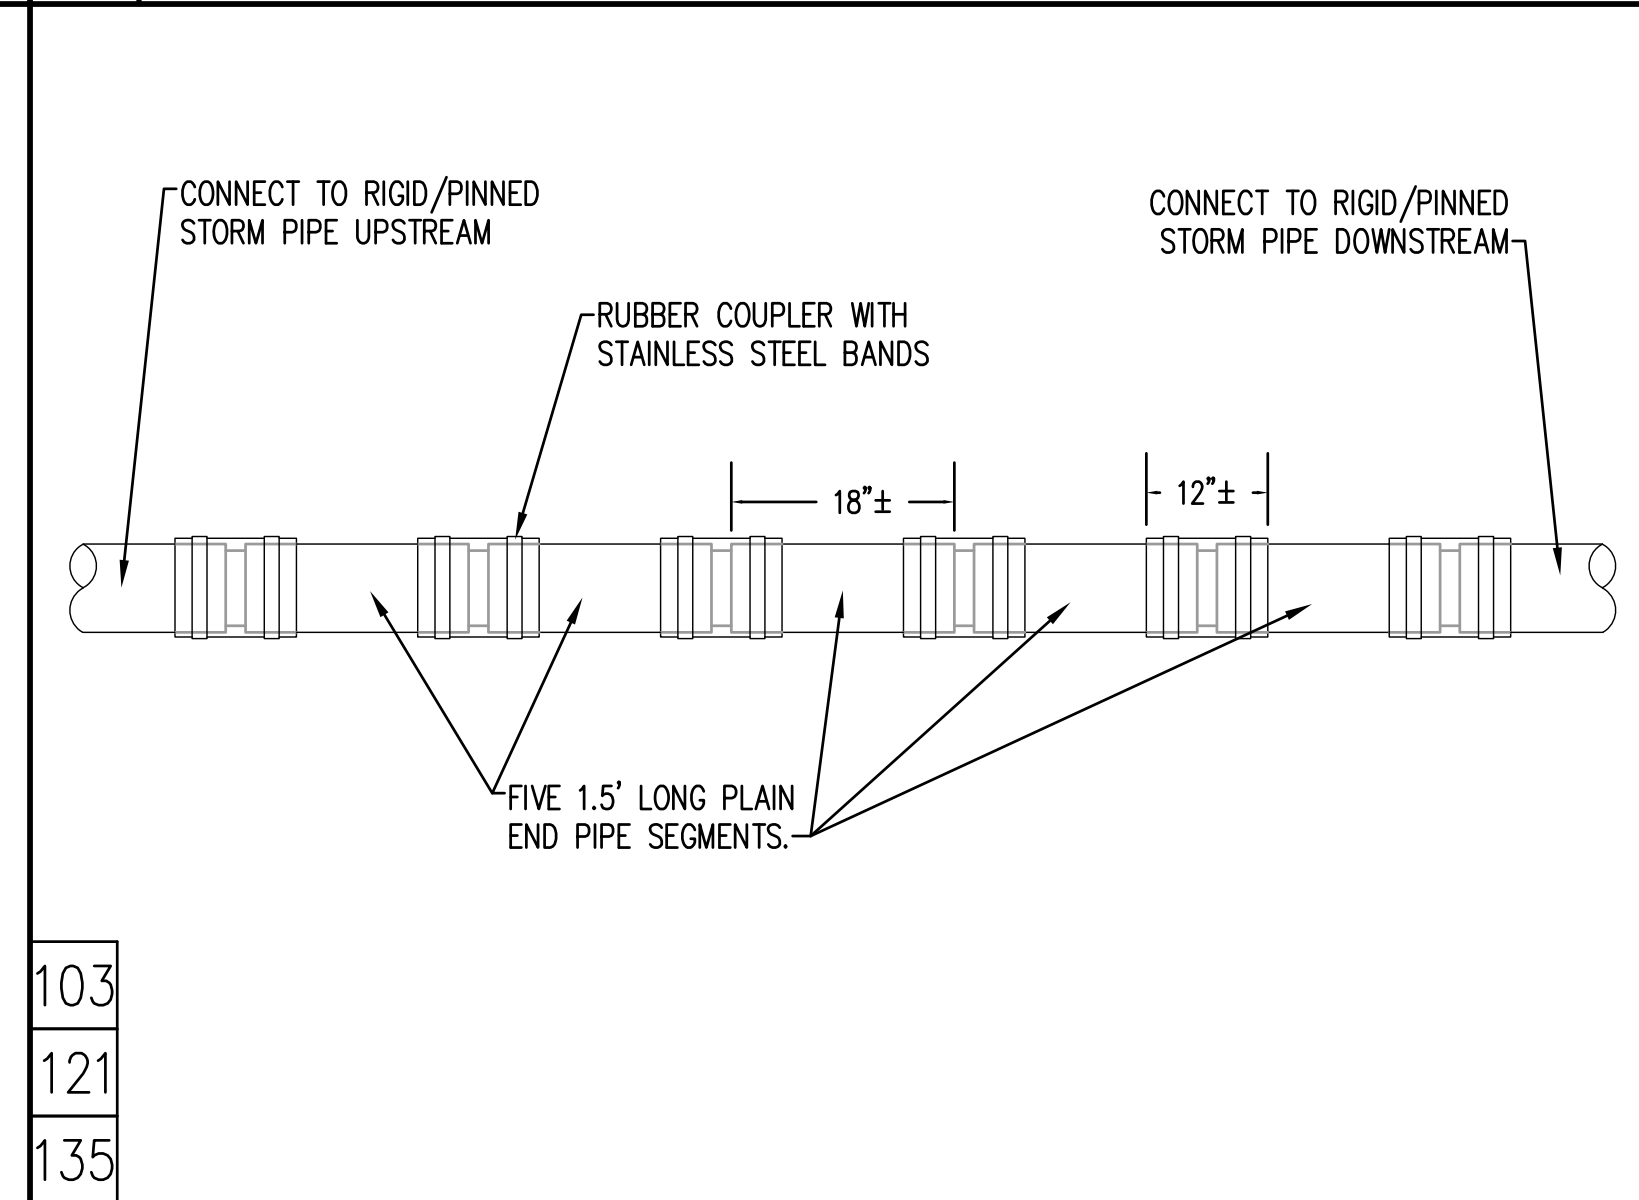 CONNECT TO RIGID/PINNED
STORM PIPE UPSTREAM
CONNECT TO RIGID/PINNED
STORM PIPE DOWNSTREAM
RUBBER COUPLER WITH
STAINLESS STEEL BANDS
18"±
12"±
FIVE 1.5' LONG PLAIN
END PIPE SEGMENTS.
103
121
135